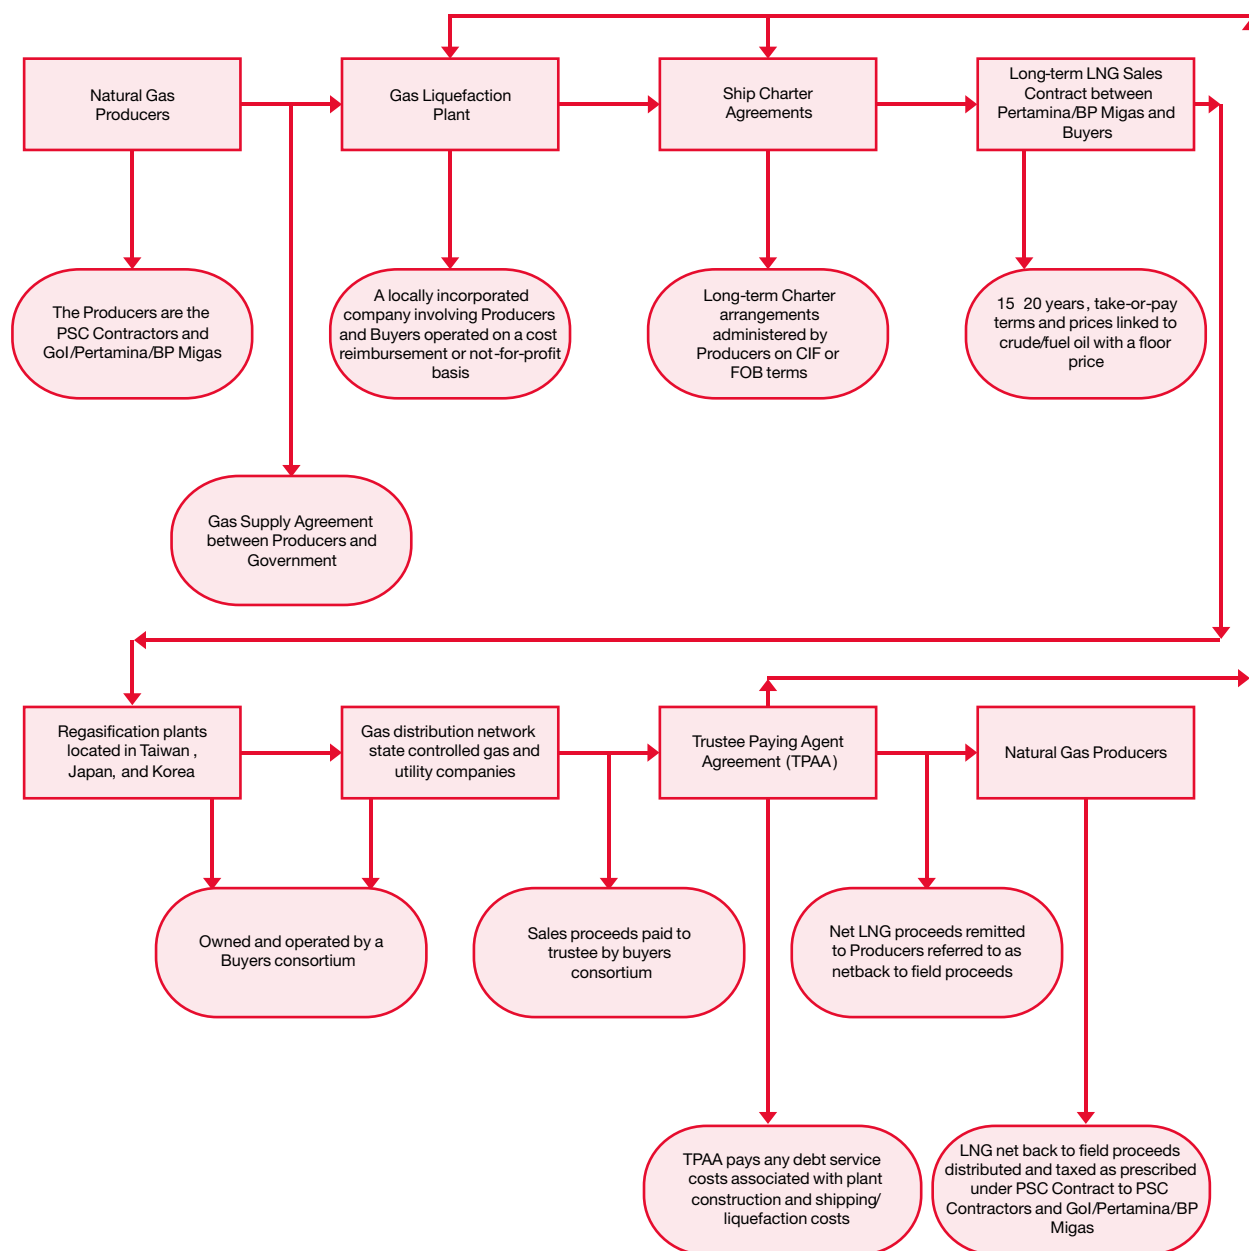 Natural Gas
Producers
Gas Liquefaction
Plant
Ship Charter
Agreements
Long-term LNG Sales
Contract between
Pertamina/BP Migas and
Buyers
The Producers are the
PSC Contractors and
GoI/Pertamina/BP Migas
A locally incorporated
company involving Producers
and Buyers operated on a cost
reimbursement or not-for-profit
basis
Long-term Charter
arrangements
administered by
Producers on CIF or
FOB terms
15 20 years, take-or-pay
terms and prices linked to
crude/fuel oil with a floor
price
Gas Supply Agreement
between Producers and
Government
Regasification plants
located in Taiwan ,
Japan, and Korea
Gas distribution network
state controlled gas and
utility companies
Trustee Paying Agent
Agreement (TPAA)
Natural Gas Producers
Owned and operated by a
Buyers consortium
Sales proceeds paid to
trustee by buyers
consortium
Net LNG proceeds remitted
to Producers referred to as
netback to field proceeds
TPAA pays any debt service
costs associated with plant
construction and shipping/
liquefaction costs
LNG net back to field proceeds
distributed and taxed as prescribed
under PSC Contract to PSC
Contractors and GoI/Pertamina/BP
Migas